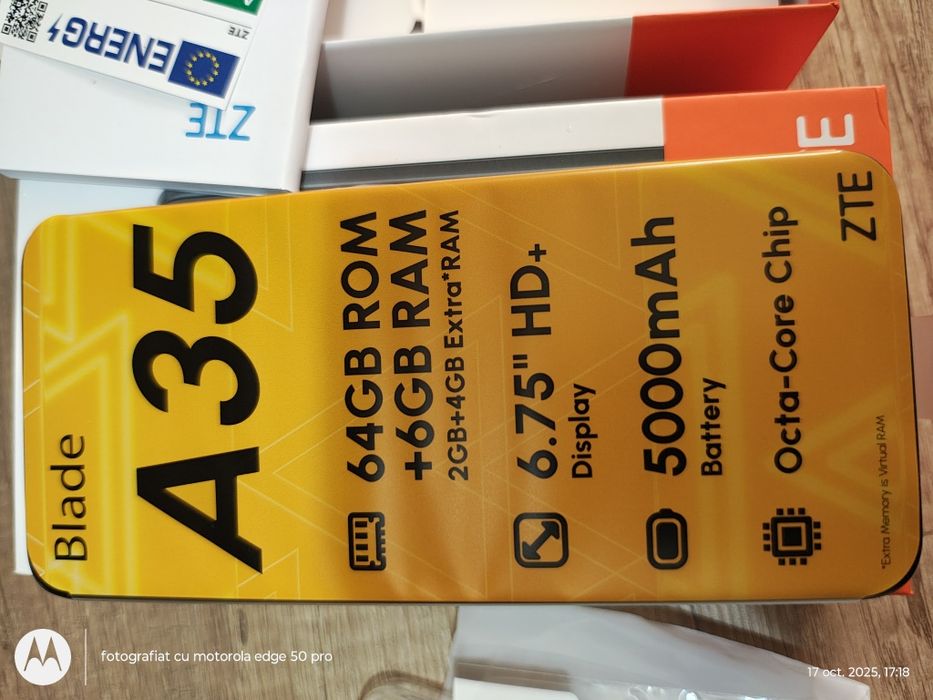 Blade
A35
64GB ROM
+6GB RAM
2GB+4GB Extra*RAM
6.75" HD+
Display
5000mAh
Battery
Octa-Core Chip
ZTE
*Extra Memory is Virtual RAM
ENERG
ZTE
ZTE
E
fotografiat cu motorola edge 50 pro
17 oct. 2025, 17:18